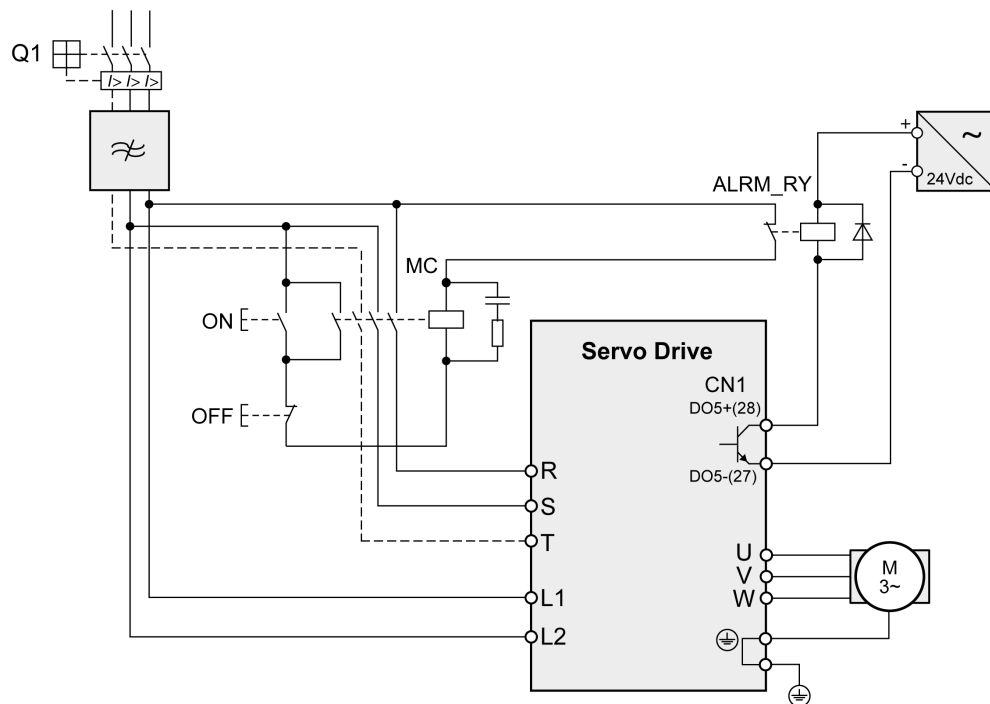 Q1
I> I> I>
+
~
-
24Vdc
ALRM_RY
MC
ON
Servo Drive
CN1
DO5+(28)
OFF
DO5-(27)
R
S
T
U
V
W
M
3~
L1
L2